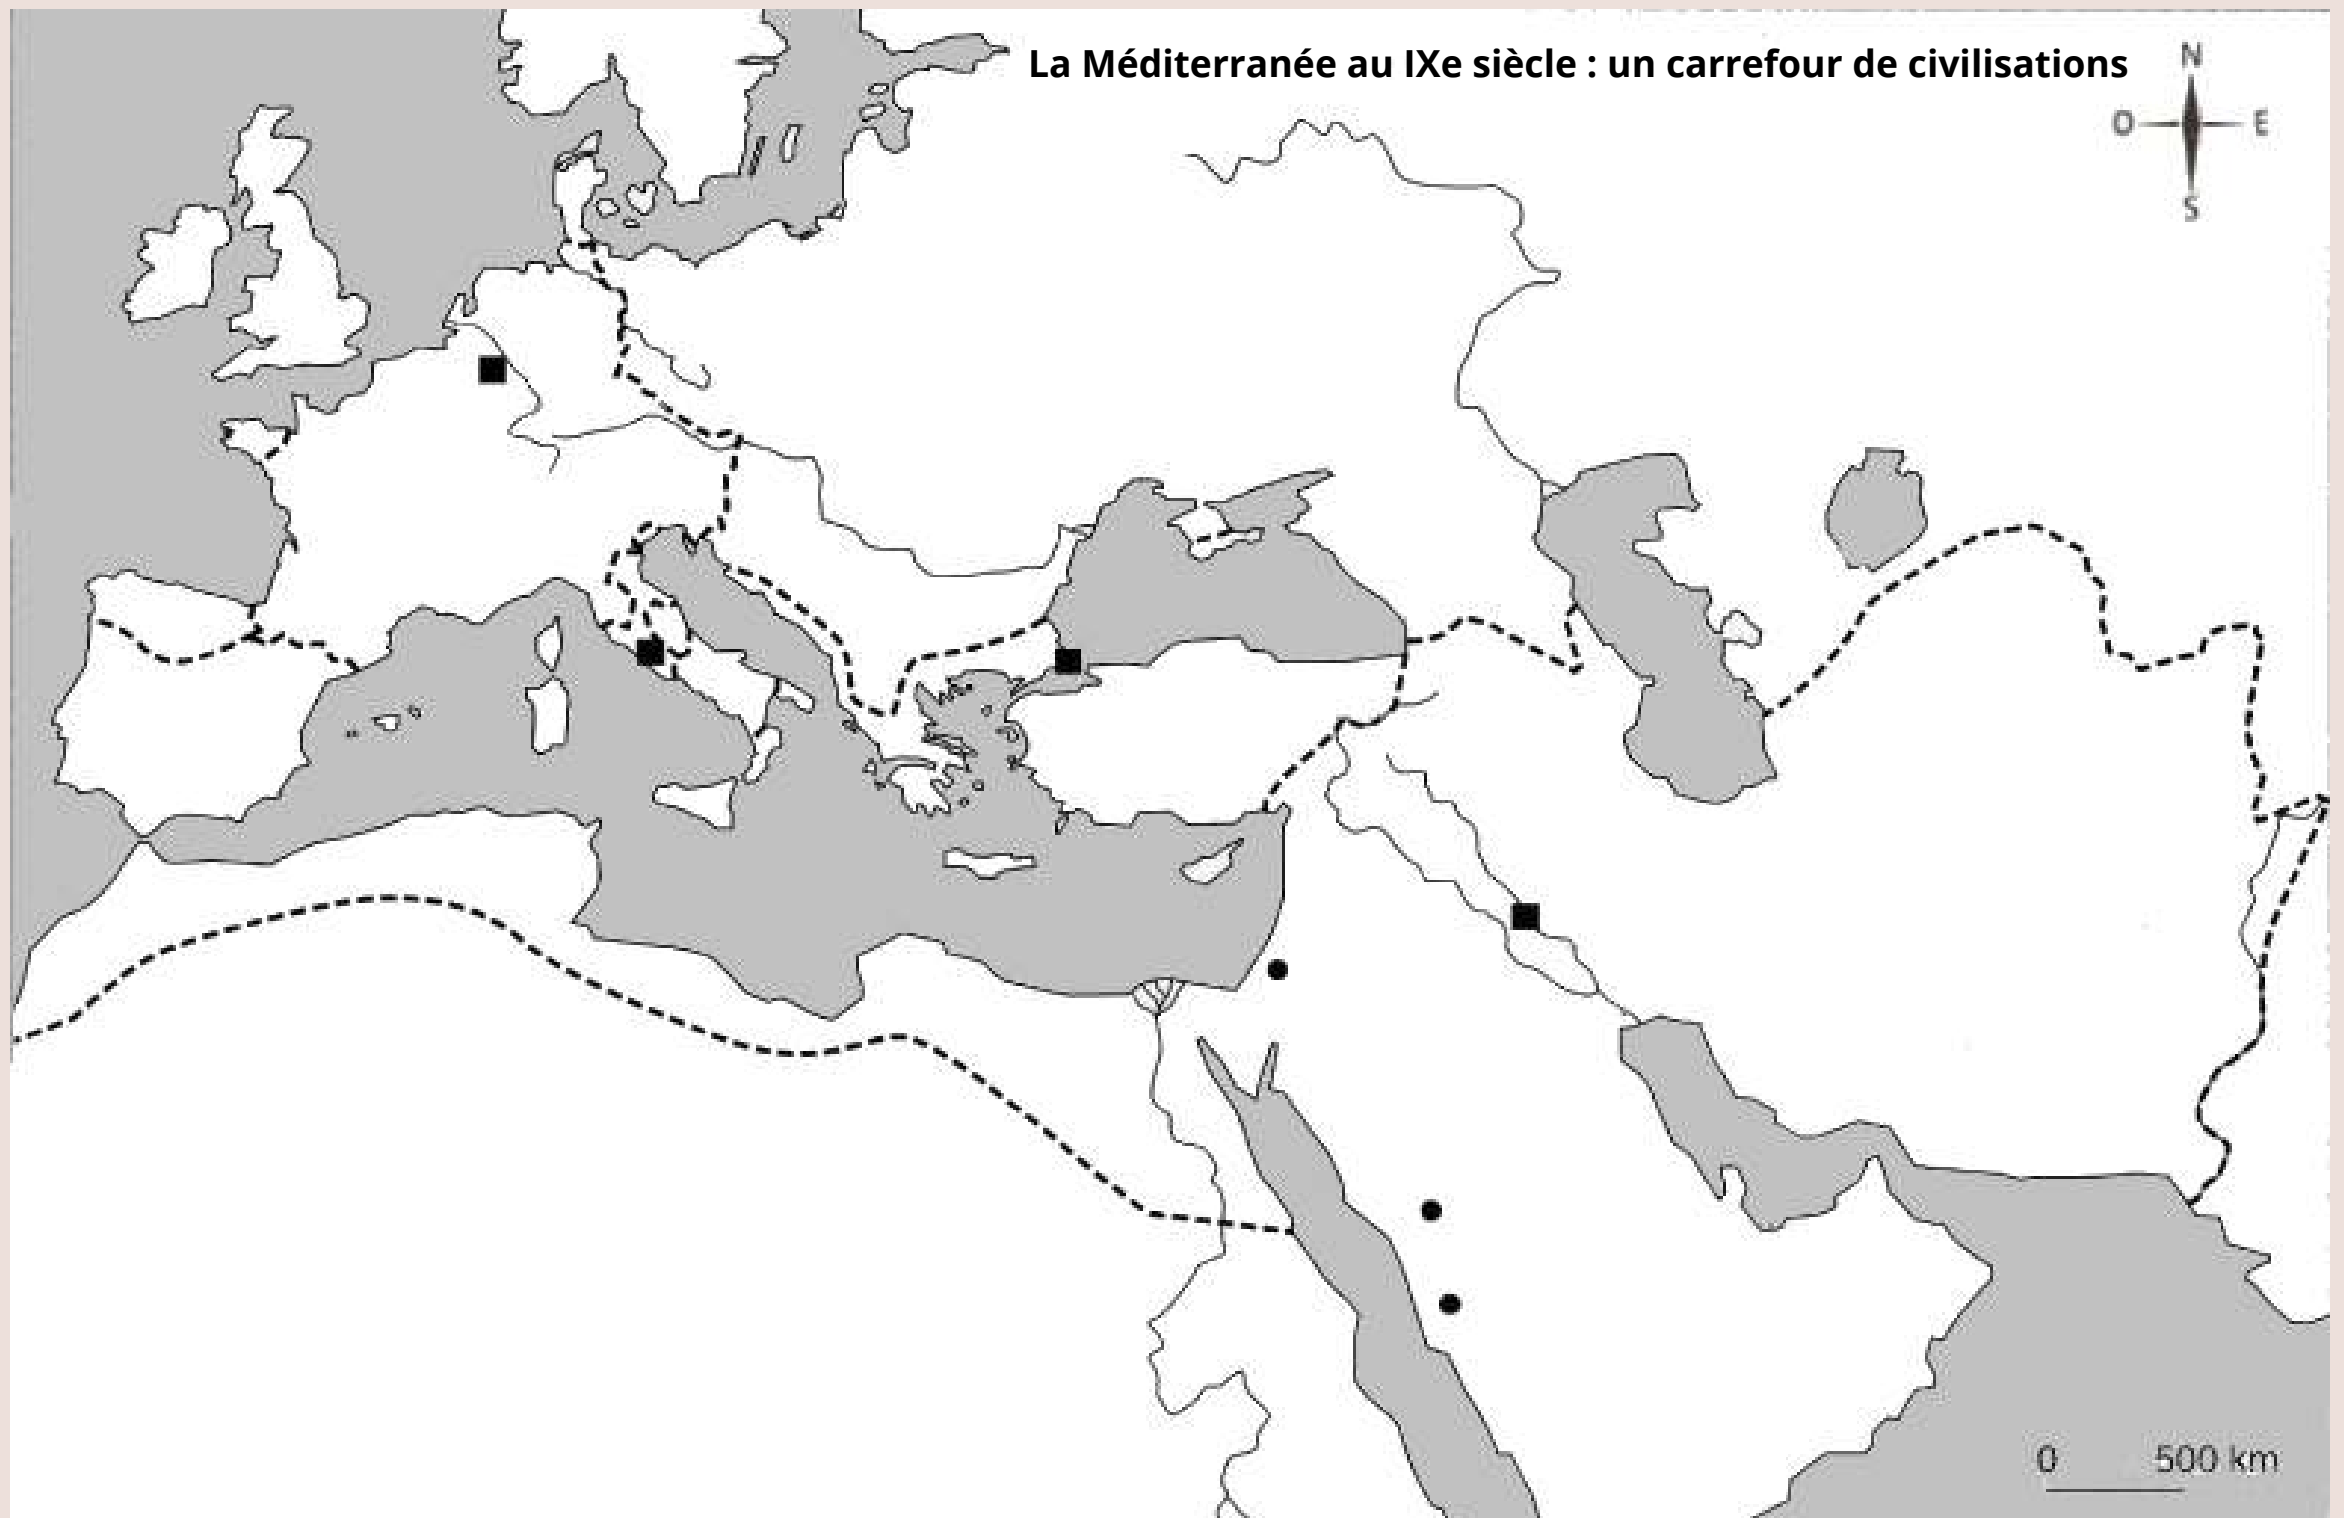 La Méditerranée au IXe siècle : un carrefour de civilisations
N
O E
S
0 500 km